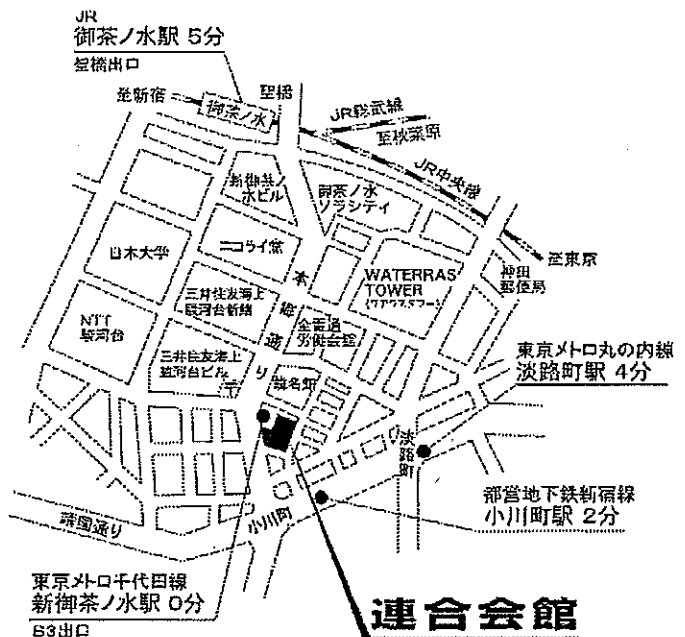 JR
御茶ノ水駅 5分
聖橋出口
至新宿
御茶ノ水
聖橋
JR総武線
至秋葉原
JR中央線
新御茶ノ
水ビル
御茶ノ水
ソラシティ
日本大学
ニコライ堂
本郷通り
WATERRAS
TOWER
(ワテラスタワー)
神田
郵便局
至東京
三井住友海上
駿河台新館
NTT
駿河台
全電通
労働会館
三井住友海上
駿河台ビル
〒
龍名館
東京メトロ丸の内線
淡路町駅 4分
淡路町
都営地下鉄新宿線
小川町駅 2分
小川町
靖国通り
東京メトロ千代田線
新御茶ノ水駅 0分
B3出口
連合会館